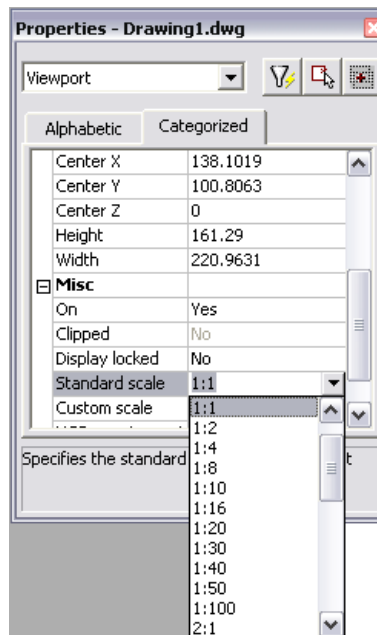 Properties - Drawing1.dwg
Viewport
Alphabetic Categorized
Center X 138.1019
Center Y 100.8063
Center Z 0
Height 161.29
Width 220.9631
Misc
On Yes
Clipped No
Display locked No
Standard scale 1:1
Custom scale 1:1
1:2
1:4
Specifies the standard t
1:8
1:10
1:16
1:20
1:30
1:40
1:50
1:100
2:1